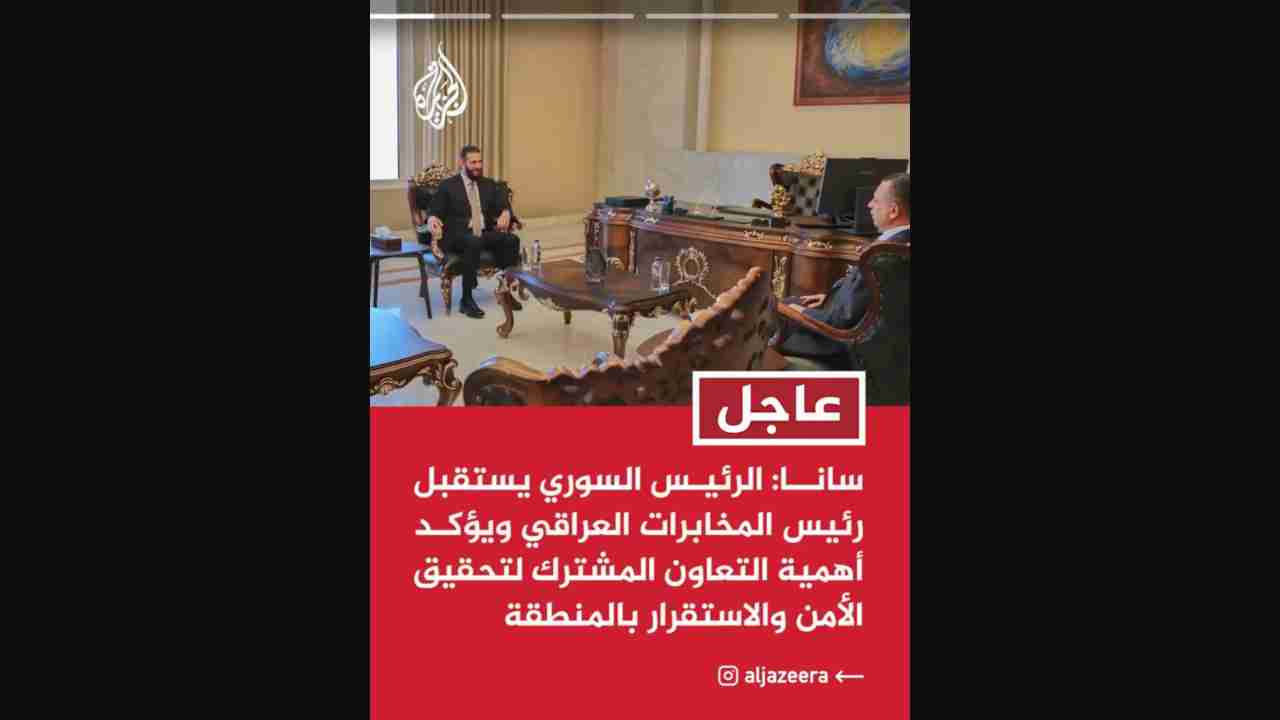 الجزيرة
عاجل
سانا: الرئيس السوري يستقبل
رئيس المخابرات العراقي ويؤكد
أهمية التعاون المشترك لتحقيق
الأمن والاستقرار بالمنطقة
aljazeera